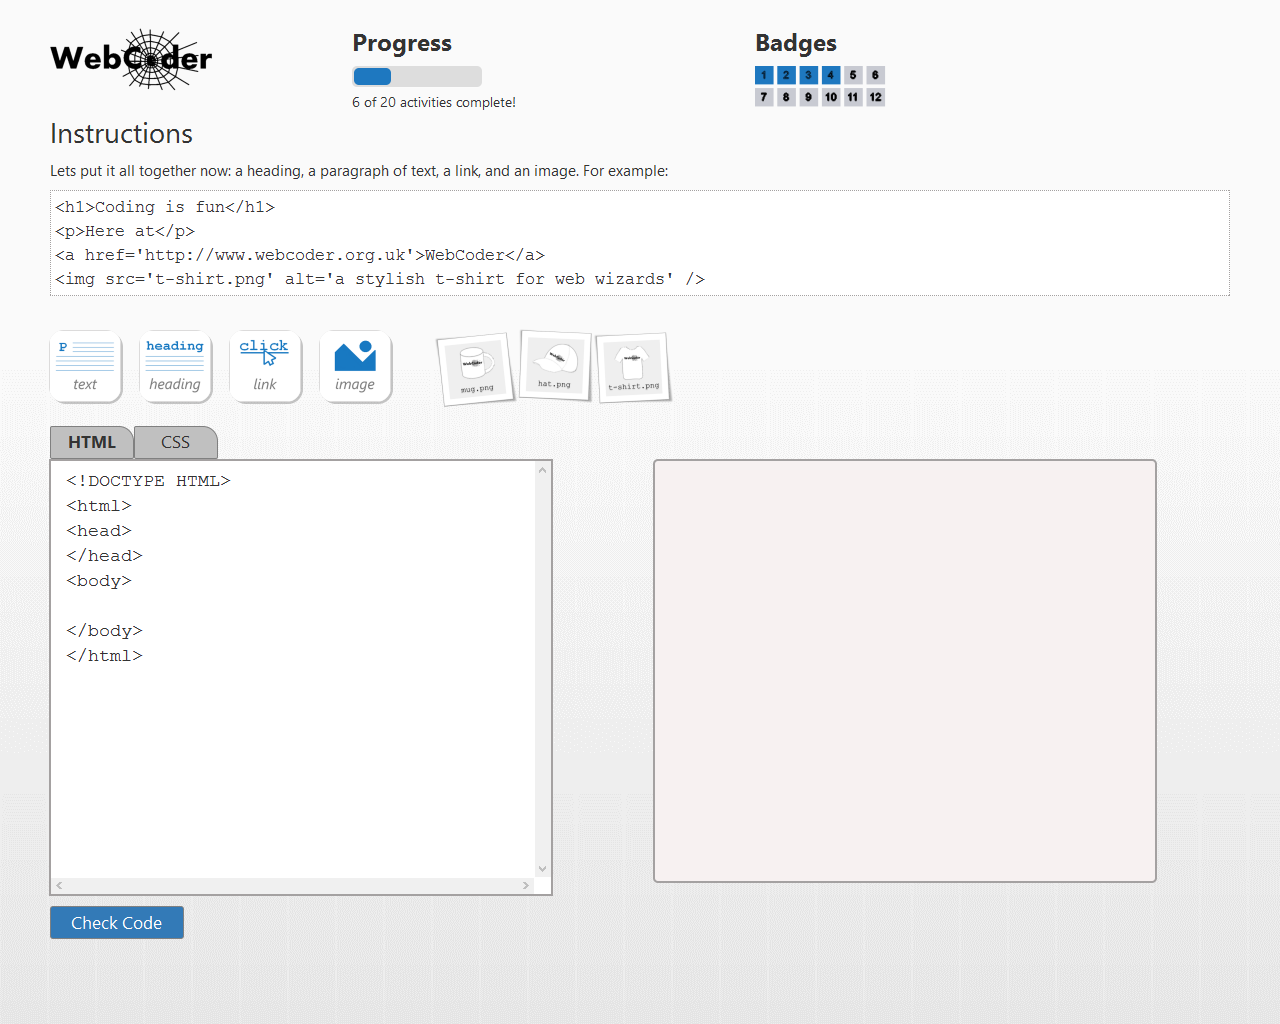 WebCoder
Progress
6 of 20 activities complete!
Badges
1 2 3 4 5 6
7 8 9 10 11 12
Instructions
Lets put it all together now: a heading, a paragraph of text, a link, and an image. For example:
<h1>Coding is fun</h1>
<p>Here at</p>
<a href='http://www.webcoder.org.uk'>WebCoder</a>
<img src='t-shirt.png' alt='a stylish t-shirt for web wizards' />
P
text
heading
heading
click
link
image
WebCoder
mug.png
WebCoder
hat.png
WebCoder
t-shirt.png
HTML CSS
<!DOCTYPE HTML>
<html>
<head>
</head>
<body>
</body>
</html>
Check Code